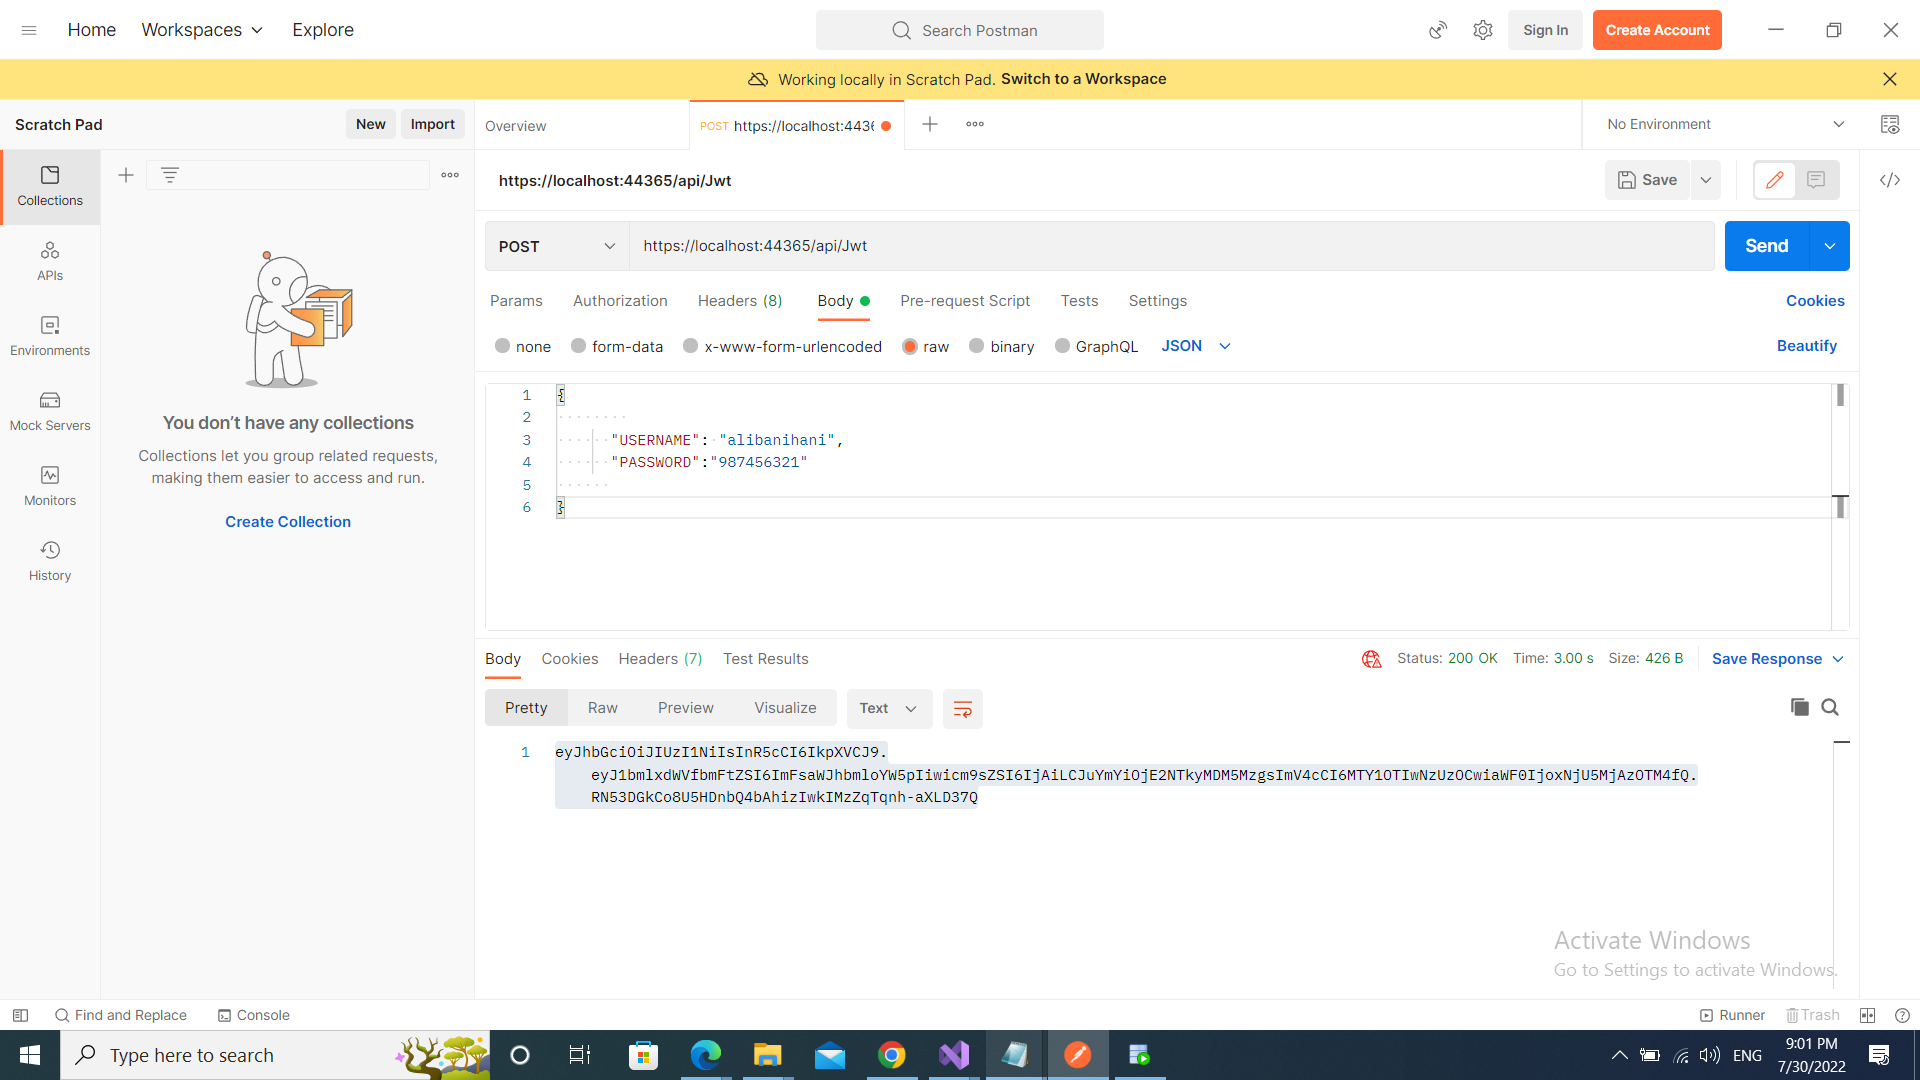 Home
Workspaces
Explore
Search Postman
Sign In
Create Account
Working locally in Scratch Pad. Switch to a Workspace
Scratch Pad
New
Import
Overview
POST https://localhost:4436
No Environment
Collections
APIs
Environments
Mock Servers
Monitors
History
You don't have any collections
Collections let you group related requests,
making them easier to access and run.
Create Collection
https://localhost:44365/api/Jwt
Save
POST
https://localhost:44365/api/Jwt
Send
Params
Authorization
Headers (8)
Body
Pre-request Script
Tests
Settings
Cookies
none
form-data
x-www-form-urlencoded
raw
binary
GraphQL
JSON
Beautify
1 {
2
3 "USERNAME": "alibanihani",
4 "PASSWORD":"987456321"
5
6 }
Body
Cookies
Headers (7)
Test Results
Status: 200 OK
Time: 3.00 s
Size: 426 B
Save Response
Pretty
Raw
Preview
Visualize
Text
1 eyJhbGciOiJIUzI1NiIsInR5cCI6IkpXVCJ9.
eyJ1bmlxdWVfbmFtZSI6ImFsaWJhbmloYW5pIiwicm9sZSI6IjAiLCJuYmYiOjE2NTkyMDM5MzgsImV4cCI6MTY1OTIwNzUzOCwiaWF0IjoxNjU5MjAzOTM4fQ.
RN53DGkCo8U5HDnbQ4bAhizIwkIMzZqTqnh-aXLD37Q
Activate Windows
Go to Settings to activate Windows.
Find and Replace
Console
Runner
Trash
Type here to search
ENG
9:01 PM
7/30/2022